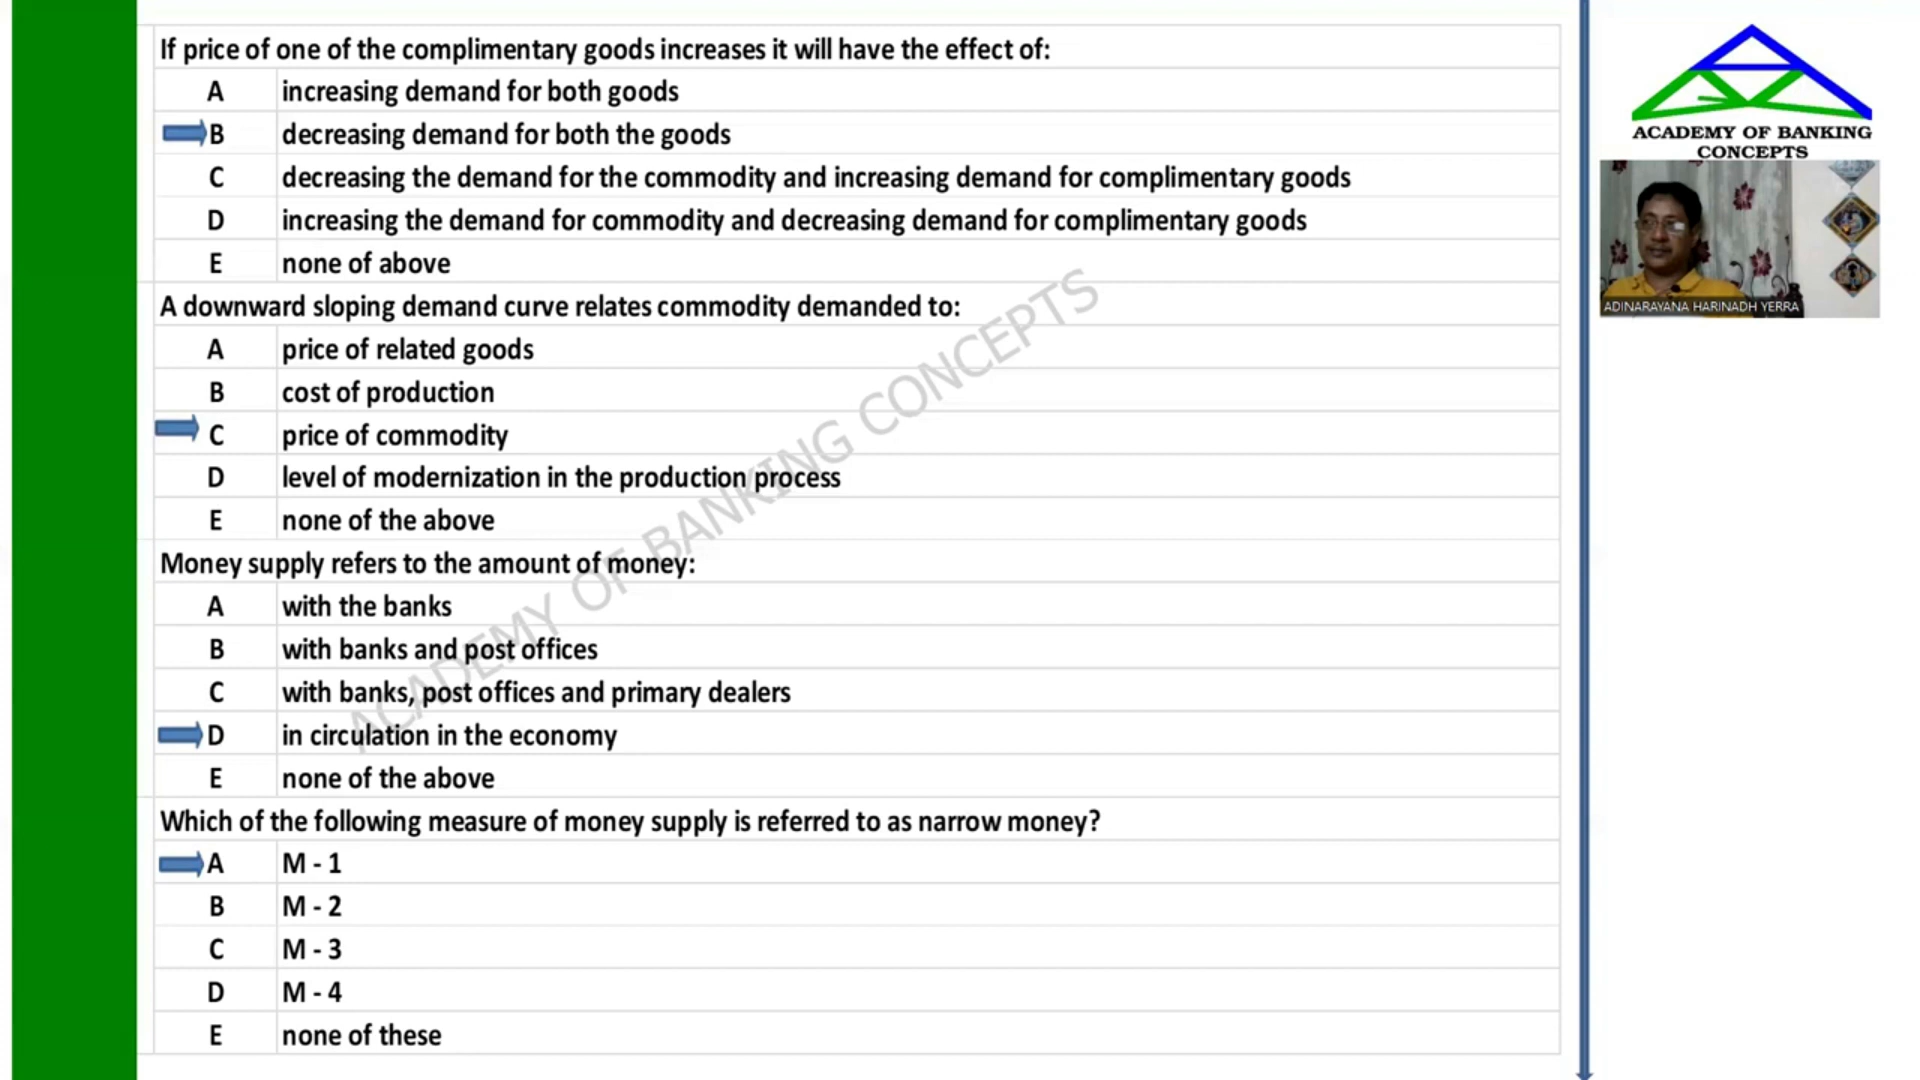 If price of one of the complimentary goods increases it will have the effect of:
A increasing demand for both goods
B decreasing demand for both the goods
C decreasing the demand for the commodity and increasing demand for complimentary goods
D increasing the demand for commodity and decreasing demand for complimentary goods
E none of above
A downward sloping demand curve relates commodity demanded to:
A price of related goods
B cost of production
C price of commodity
D level of modernization in the production process
E none of the above
Money supply refers to the amount of money:
A with the banks
B with banks and post offices
C with banks, post offices and primary dealers
D in circulation in the economy
E none of the above
Which of the following measure of money supply is referred to as narrow money?
A M - 1
B M - 2
C M - 3
D M - 4
E none of these
ACADEMY OF BANKING CONCEPTS
ACADEMY OF BANKING
CONCEPTS
ADINARAYANA HARINADH YERRA